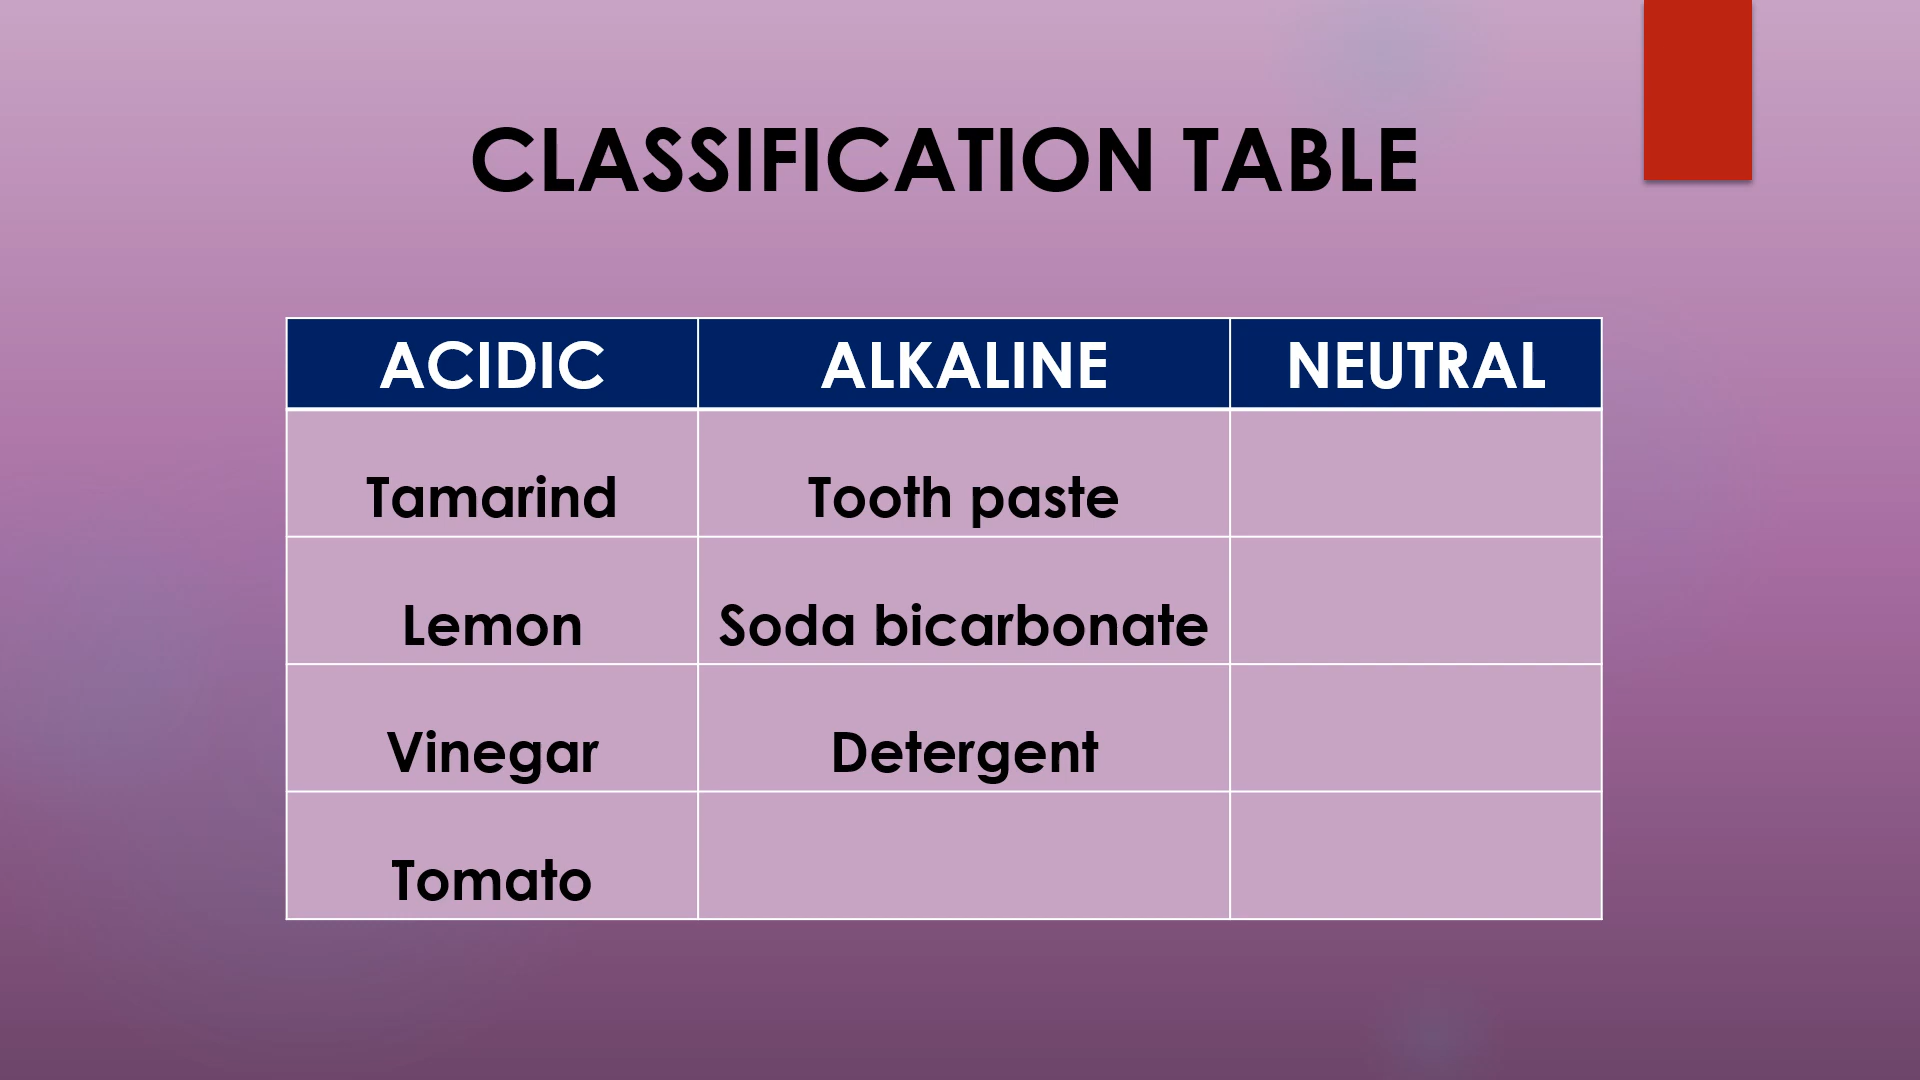 CLASSIFICATION TABLE
ACIDIC ALKALINE NEUTRAL
Tamarind Tooth paste
Lemon Soda bicarbonate
Vinegar Detergent
Tomato